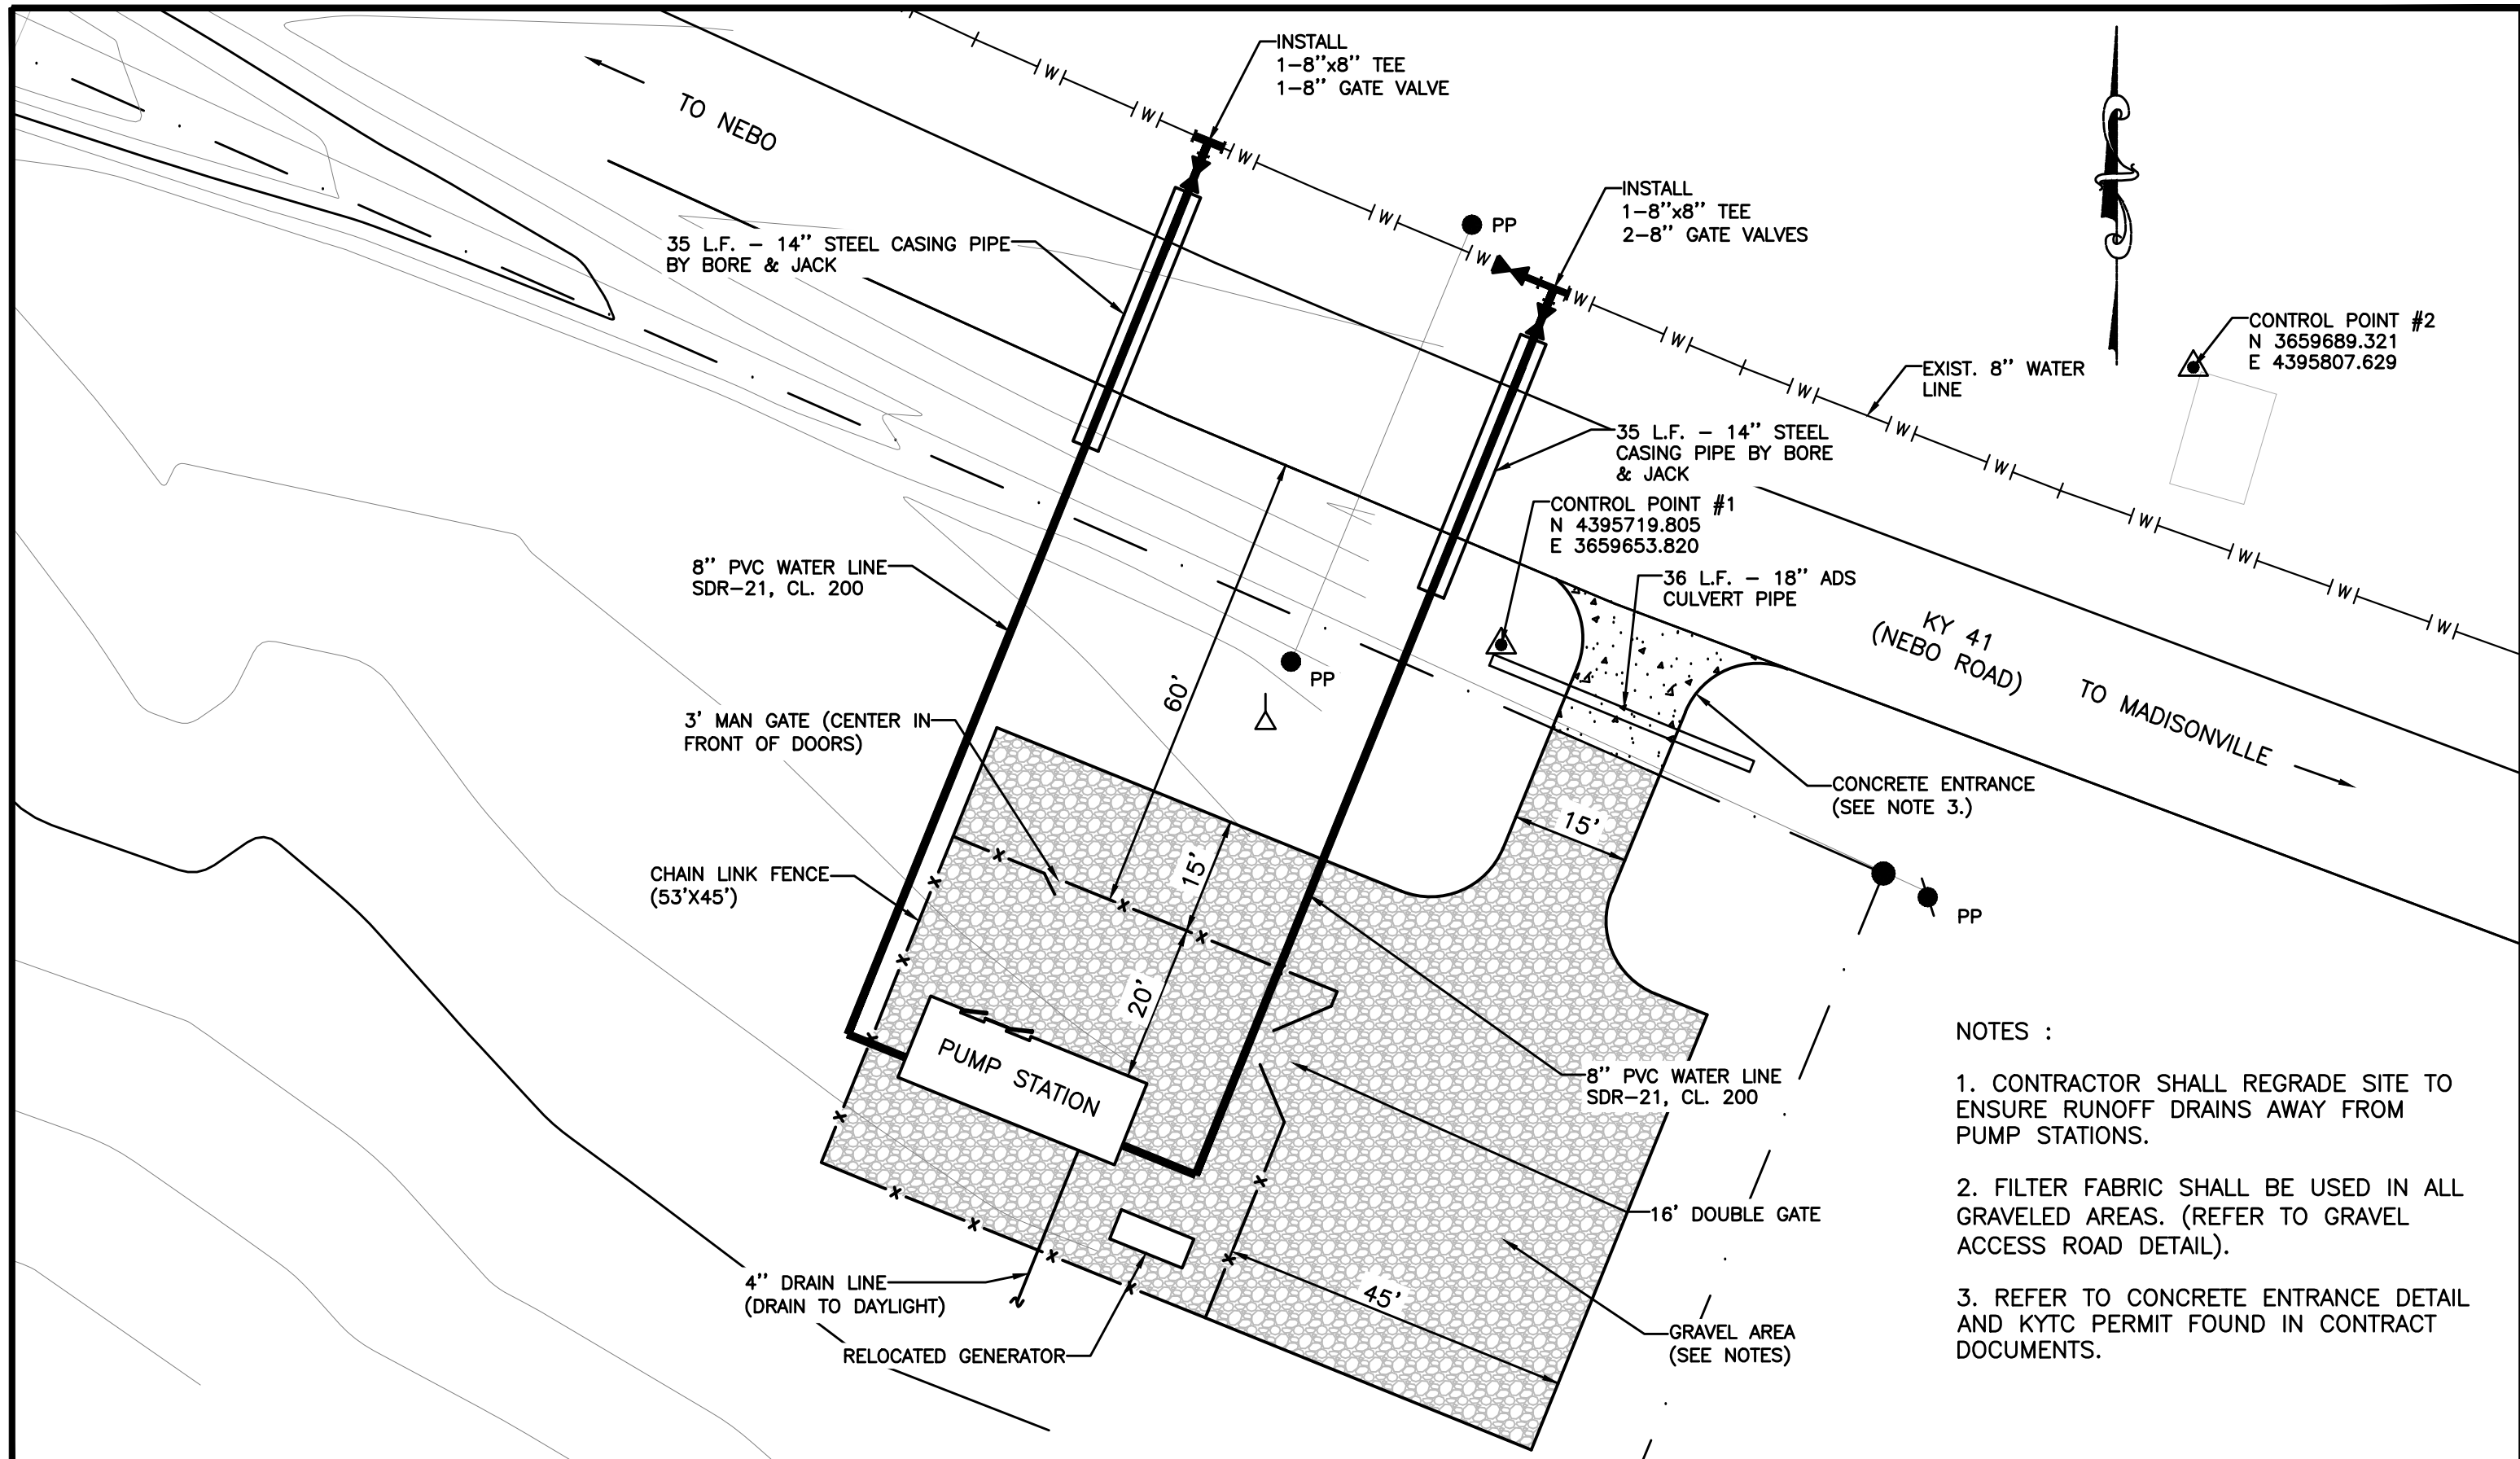 INSTALL
1-8"x8" TEE
1-8" GATE VALVE
TO NEBO
INSTALL
1-8"x8" TEE
2-8" GATE VALVES
PP
35 L.F. - 14" STEEL CASING PIPE
BY BORE & JACK
CONTROL POINT #2
N 3659689.321
E 4395807.629
EXIST. 8" WATER
LINE
35 L.F. - 14" STEEL
CASING PIPE BY BORE
& JACK
CONTROL POINT #1
N 4395719.805
E 3659653.820
8" PVC WATER LINE
SDR-21, CL. 200
36 L.F. - 18" ADS
CULVERT PIPE
KY 41
(NEBO ROAD)
TO MADISONVILLE
PP
60'
3' MAN GATE (CENTER IN
FRONT OF DOORS)
CONCRETE ENTRANCE
(SEE NOTE 3.)
15'
15'
CHAIN LINK FENCE
(53'X45')
PP
20'
PUMP STATION
8" PVC WATER LINE
SDR-21, CL. 200
16' DOUBLE GATE
4" DRAIN LINE
(DRAIN TO DAYLIGHT)
45'
RELOCATED GENERATOR
GRAVEL AREA
(SEE NOTES)
NOTES :
1. CONTRACTOR SHALL REGRADE SITE TO
ENSURE RUNOFF DRAINS AWAY FROM
PUMP STATIONS.
2. FILTER FABRIC SHALL BE USED IN ALL
GRAVELED AREAS. (REFER TO GRAVEL
ACCESS ROAD DETAIL).
3. REFER TO CONCRETE ENTRANCE DETAIL
AND KYTC PERMIT FOUND IN CONTRACT
DOCUMENTS.
W
W
W
W
W
W
W
W
W
W
W
W
W
W